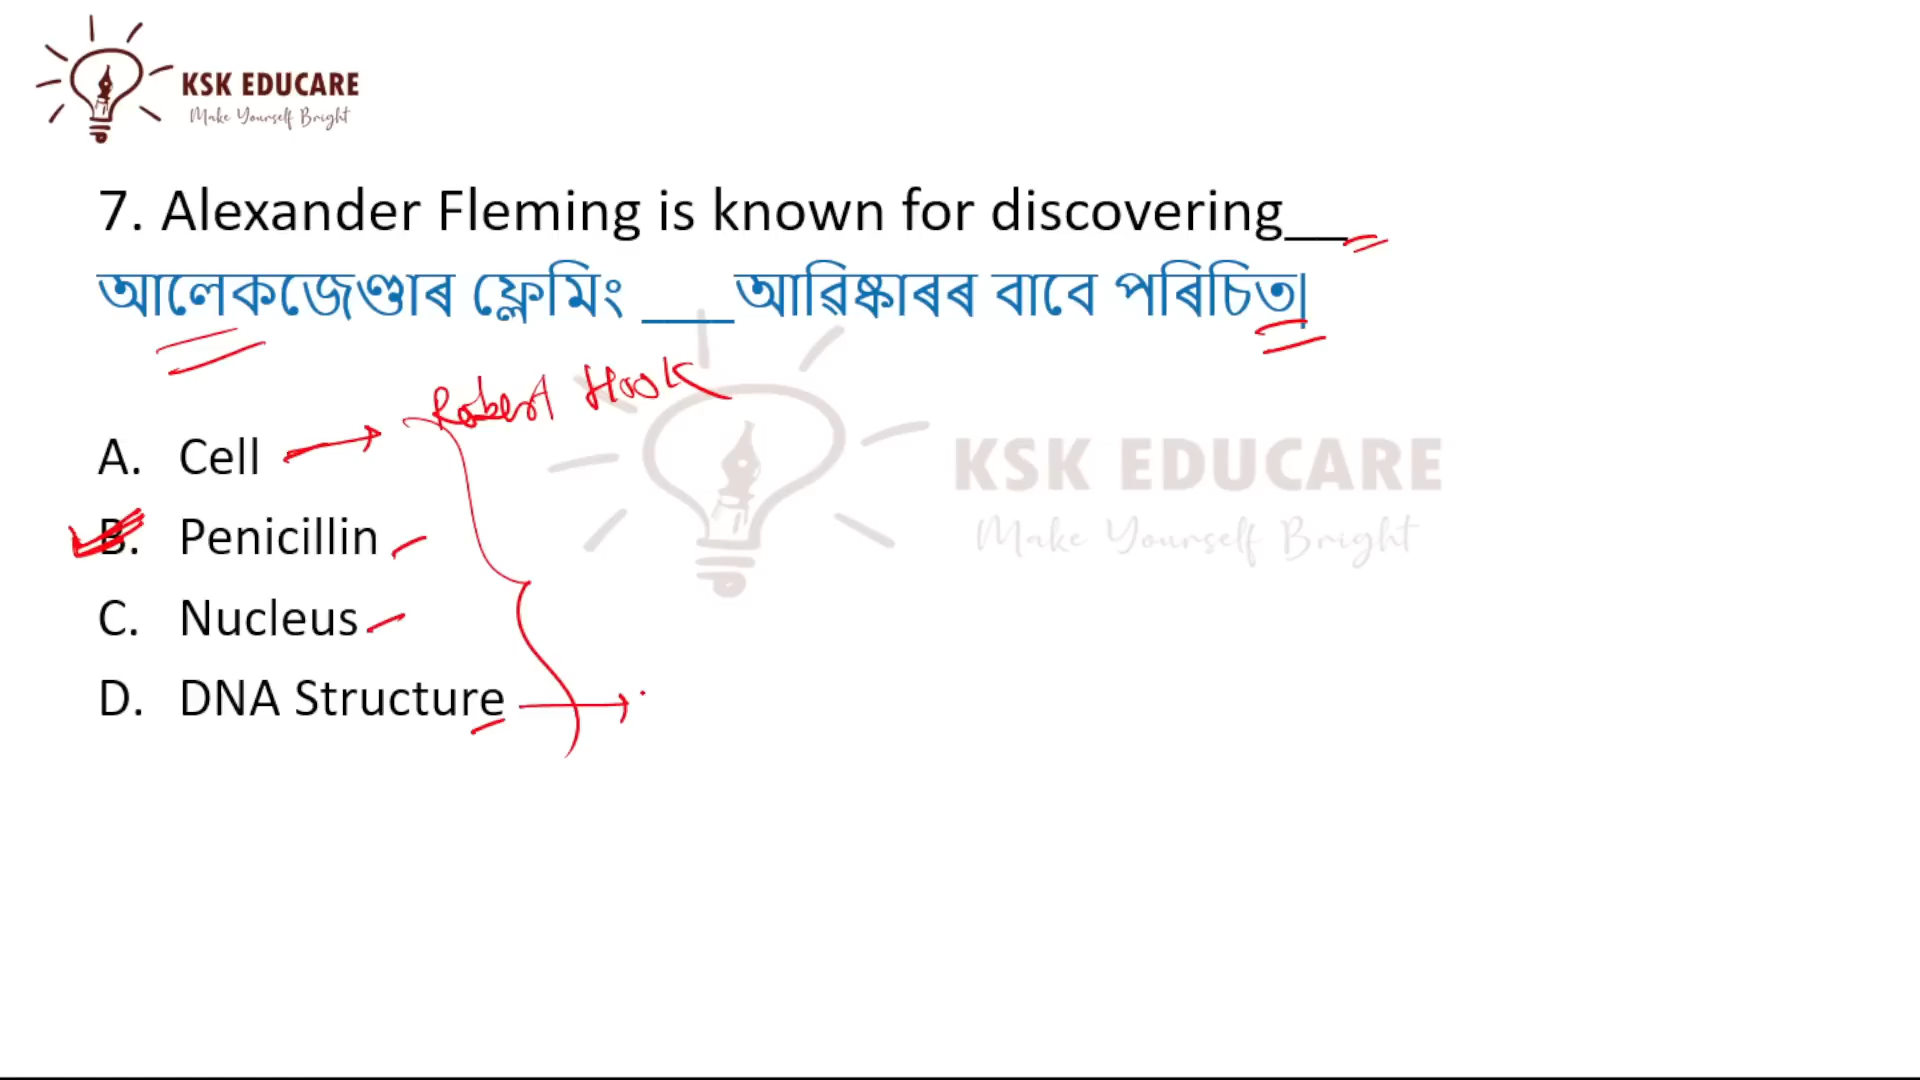 KSK EDUCARE
Make Yourself Bright
7. Alexander Fleming is known for discovering__
আলেকজেণ্ডাৰ ফ্লেমিং ___আৱিষ্কাৰৰ বাবে পৰিচিত|
Robert Hook
A. Cell
B. Penicillin
C. Nucleus
D. DNA Structure
KSK EDUCARE
Make Yourself Bright